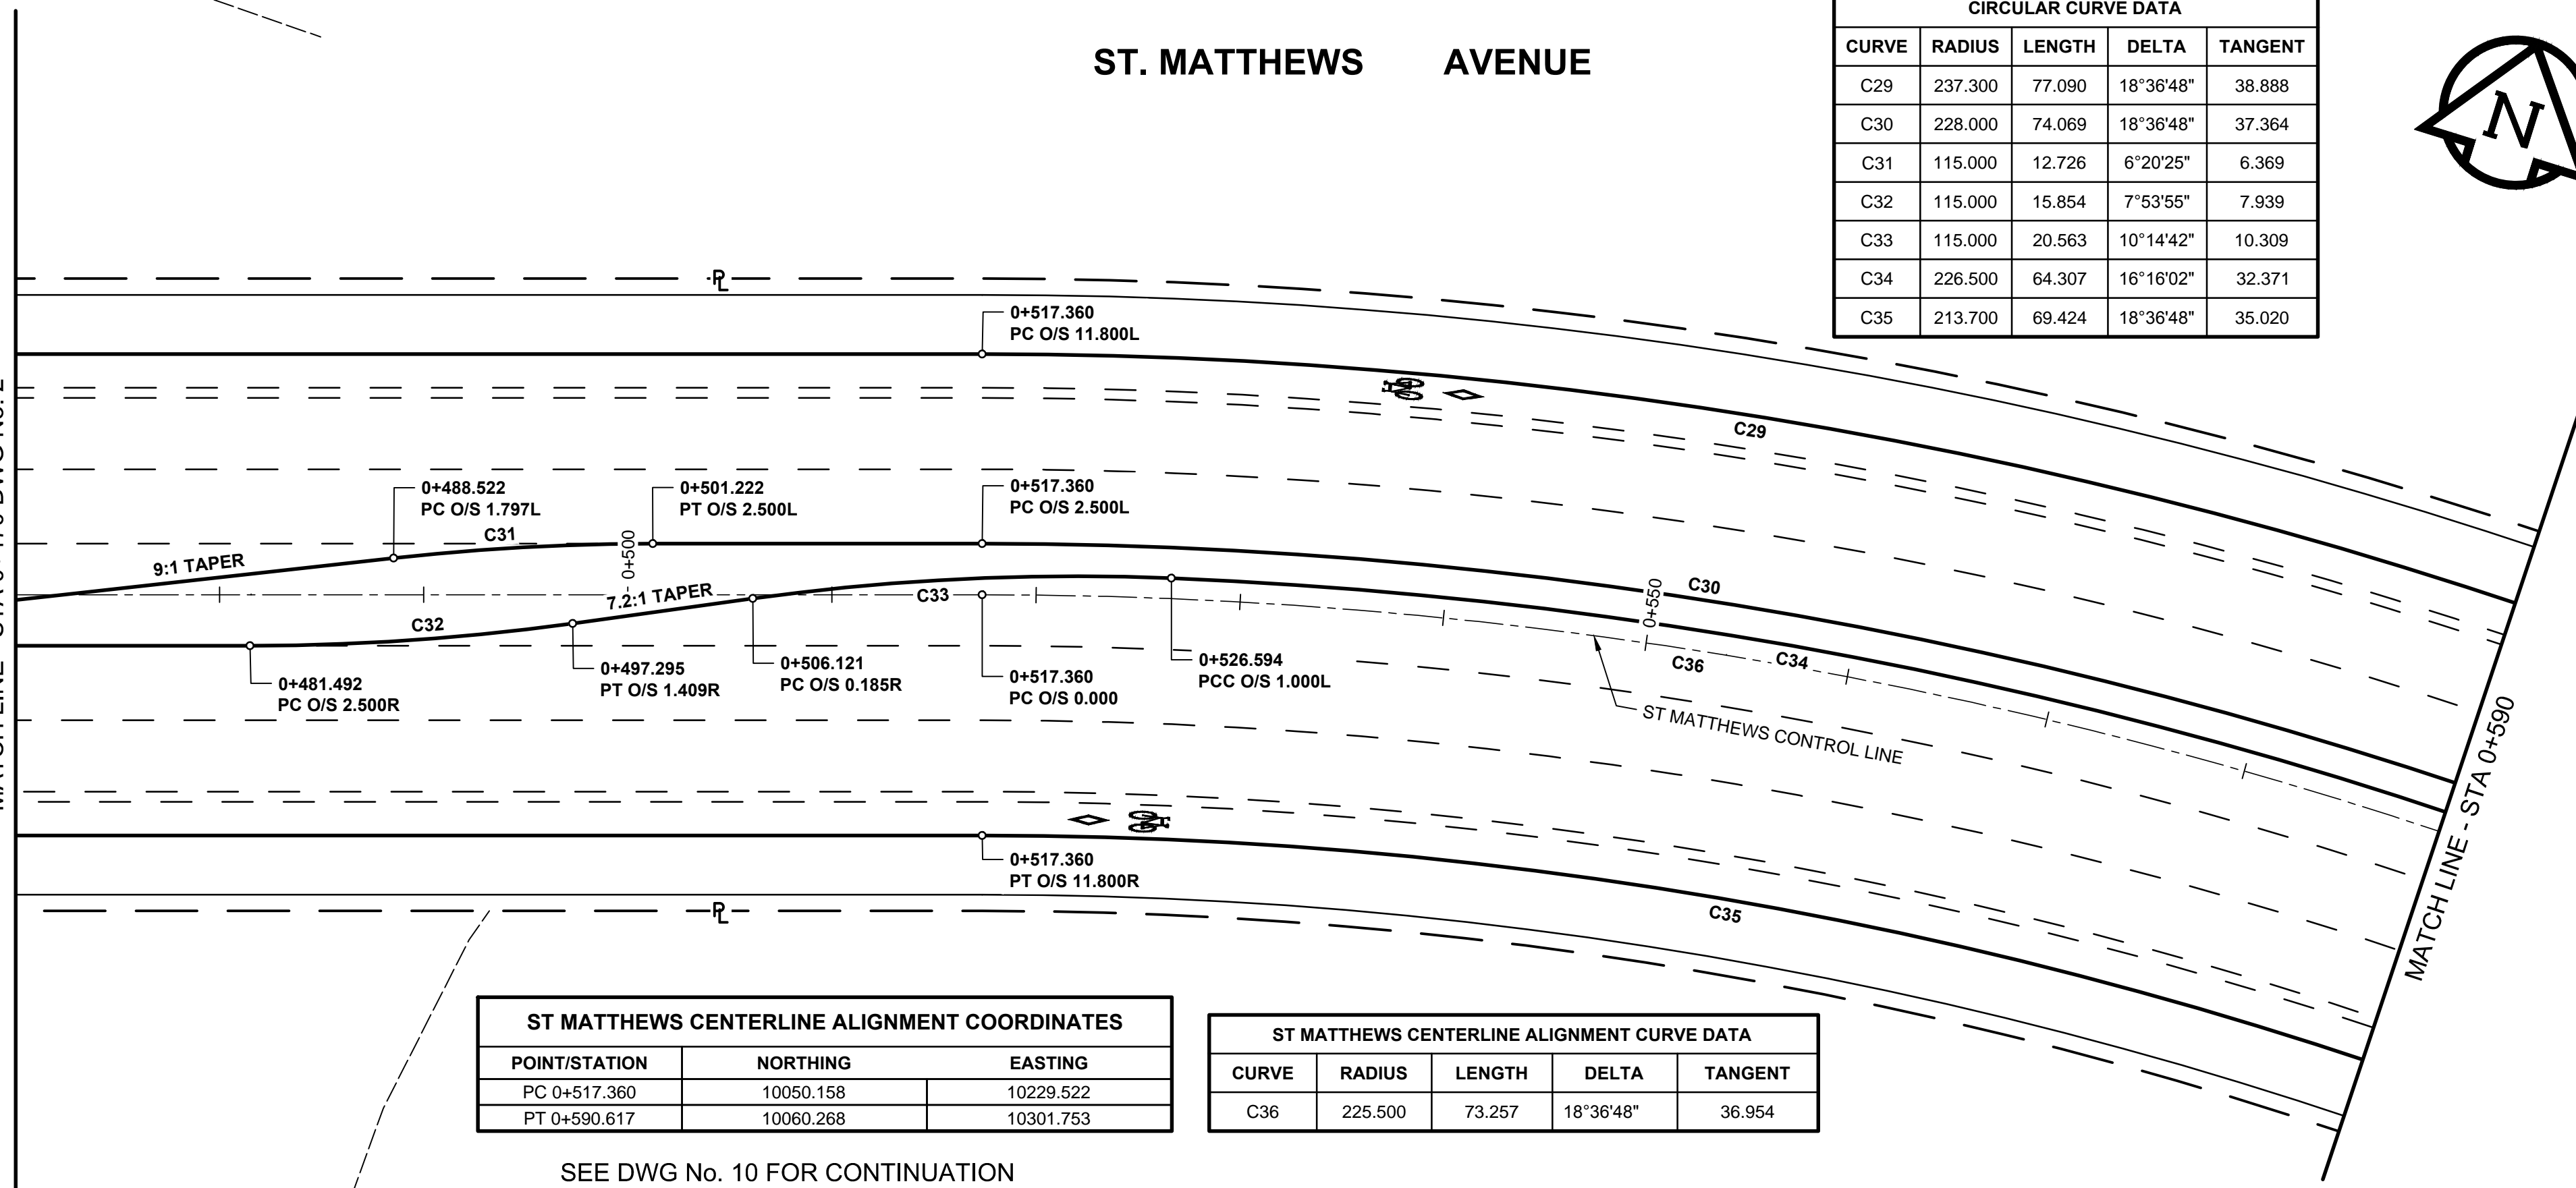 ST. MATTHEWS AVENUE
CIRCULAR CURVE DATA
CURVE RADIUS LENGTH DELTA TANGENT
C29 237.300 77.090 18°36'48" 38.888
C30 228.000 74.069 18°36'48" 37.364
C31 115.000 12.726 6°20'25" 6.369
C32 115.000 15.854 7°53'55" 7.939
C33 115.000 20.563 10°14'42" 10.309
C34 226.500 64.307 16°16'02" 32.371
C35 213.700 69.424 18°36'48" 35.020
N
PL
0+517.360
PC O/S 11.800L
C29
0+488.522
PC O/S 1.797L
0+501.222
PT O/S 2.500L
0+517.360
PC O/S 2.500L
C31
9:1 TAPER
0+500
7.2:1 TAPER
C33
C32
0+550
C30
0+481.492
PC O/S 2.500R
0+497.295
PT O/S 1.409R
0+506.121
PC O/S 0.185R
0+517.360
PC O/S 0.000
0+526.594
PCC O/S 1.000L
C36
C34
ST MATTHEWS CONTROL LINE
MATCH LINE - STA 0+590
0+517.360
PT O/S 11.800R
C35
PL
ST MATTHEWS CENTERLINE ALIGNMENT COORDINATES
POINT/STATION NORTHING EASTING
PC 0+517.360 10050.158 10229.522
PT 0+590.617 10060.268 10301.753
ST MATTHEWS CENTERLINE ALIGNMENT CURVE DATA
CURVE RADIUS LENGTH DELTA TANGENT
C36 225.500 73.257 18°36'48" 36.954
SEE DWG No. 10 FOR CONTINUATION